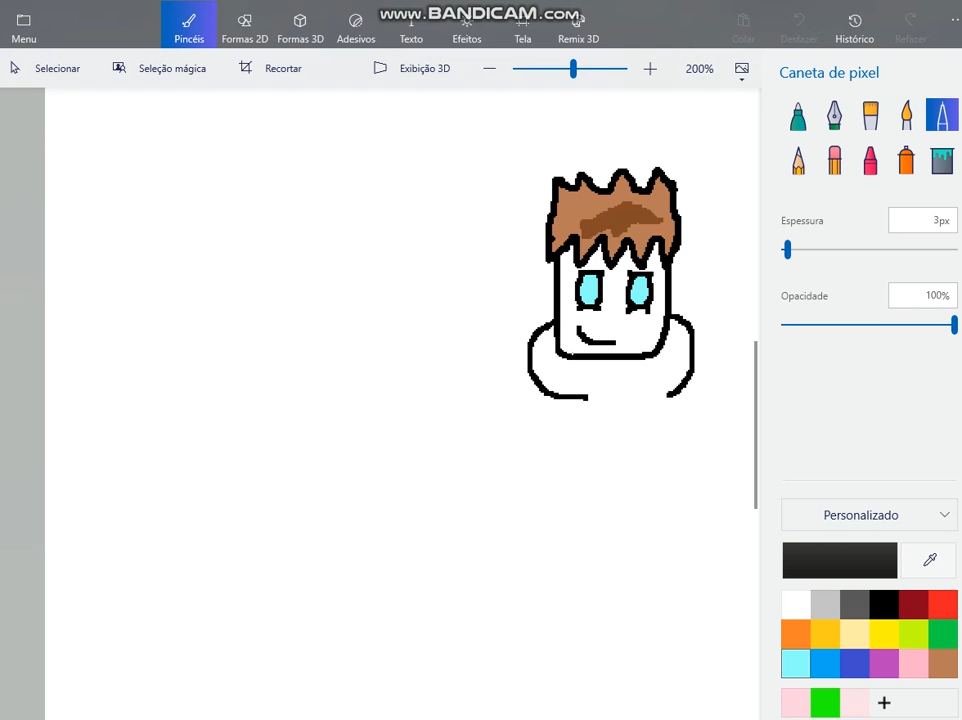 www.BANDICAM.com
Menu
Pincéis
Formas 2D
Formas 3D
Adesivos
Texto
Efeitos
Tela
Remix 3D
Colar
Desfazer
Histórico
Refazer
Selecionar
Seleção mágica
Recortar
Exibição 3D
200%
Caneta de pixel
Espessura
3px
Opacidade
100%
Personalizado